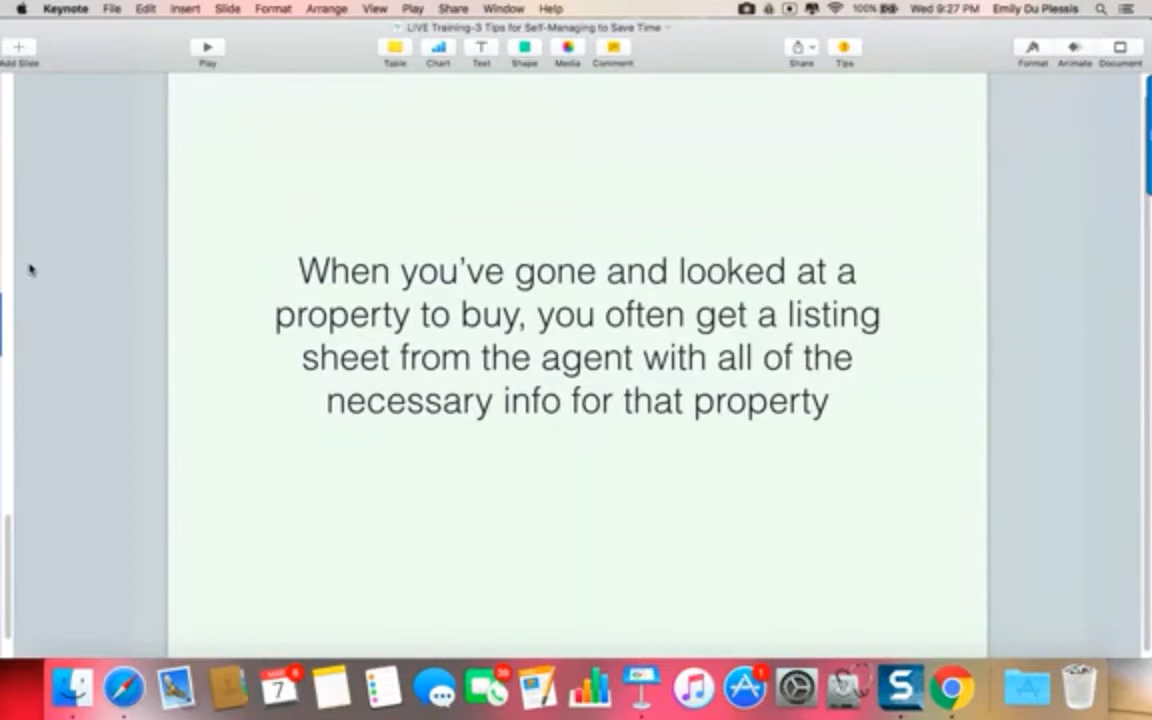 Keynote File Edit Insert Slide Format Arrange View Play Share Window Help 100% Wed 9:27 PM Emily Du Plessis
LIVE Training-3 Tips for Self-Managing to Save Time
Add Slide Play Table Chart Text Shape Media Comment Share Tips Format Animate Document
When you've gone and looked at a
property to buy, you often get a listing
sheet from the agent with all of the
necessary info for that property
7